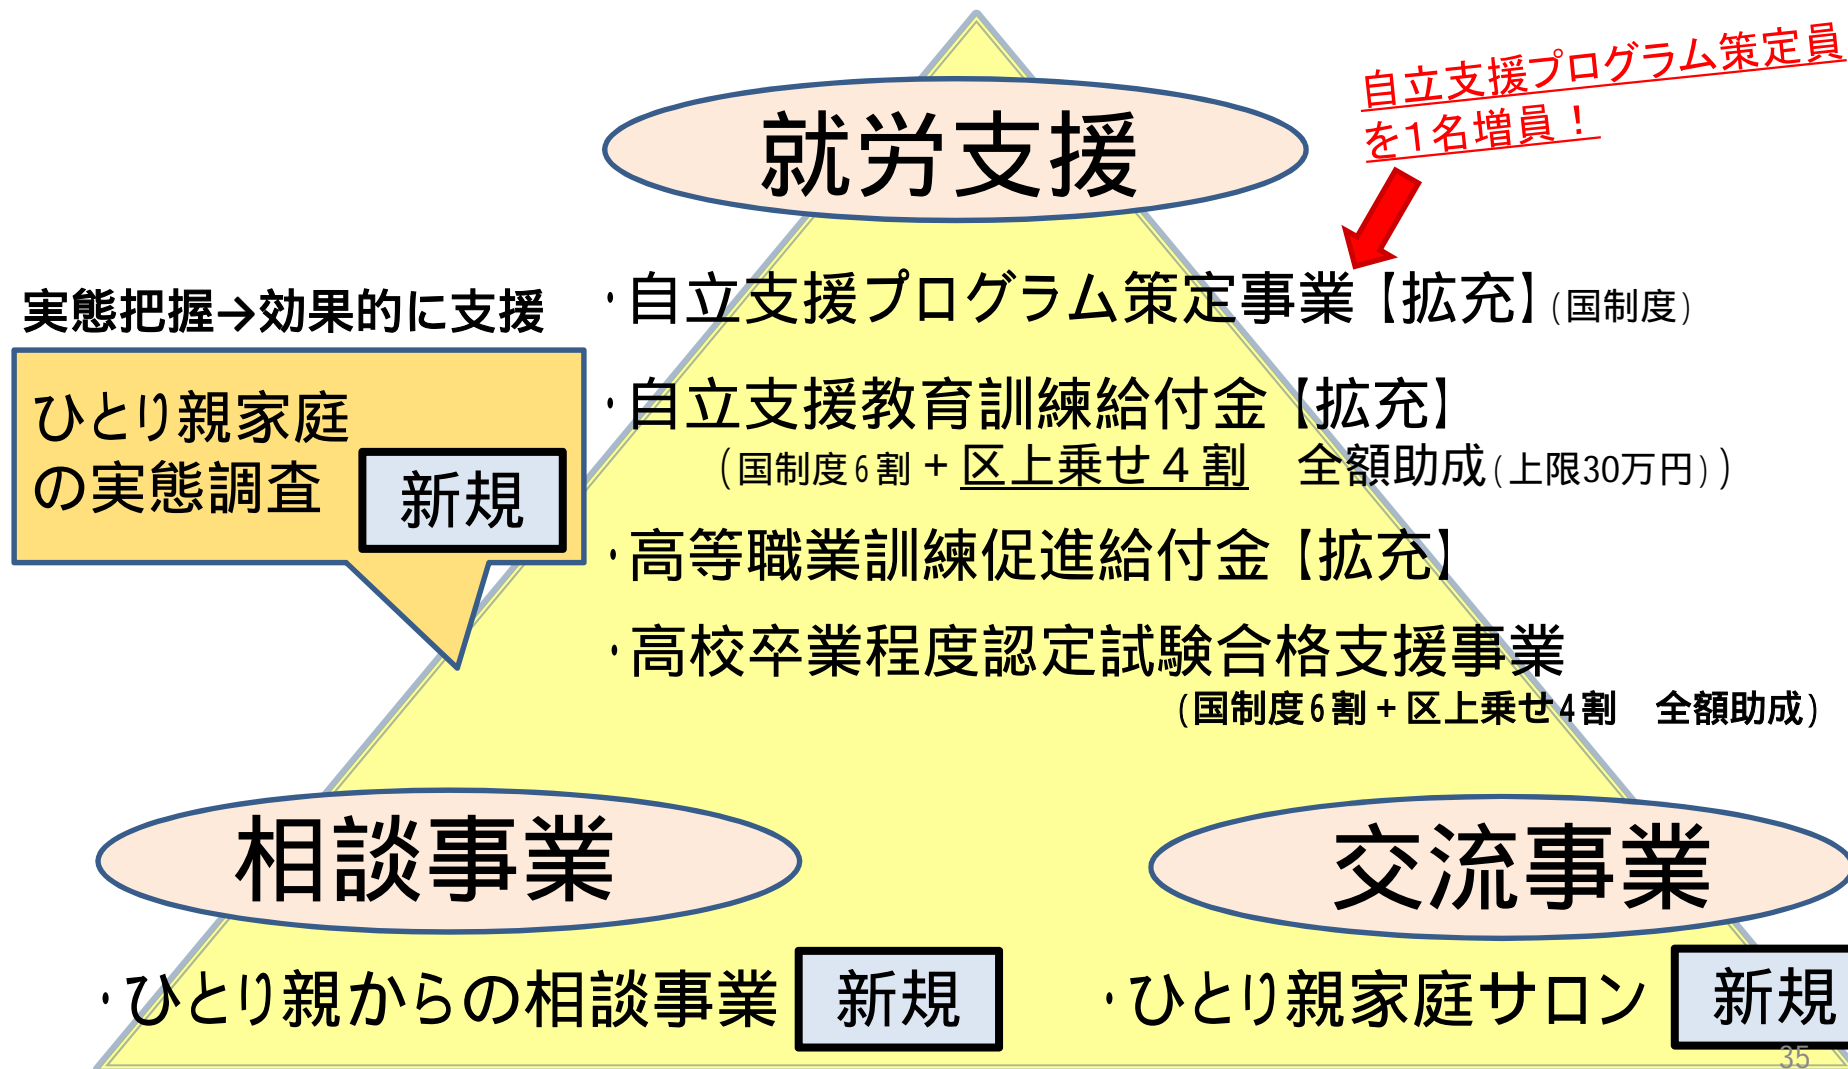 就労支援
自立支援プログラム策定員
を1名増員！
実態把握→効果的に支援
ひとり親家庭
の実態調査
新規
・自立支援プログラム策定事業【拡充】(国制度)
・自立支援教育訓練給付金【拡充】
(国制度6割＋区上乗せ４割　全額助成(上限30万円))
・高等職業訓練促進給付金【拡充】
・高校卒業程度認定試験合格支援事業
(国制度6割＋区上乗せ4割　全額助成)
相談事業
・ひとり親からの相談事業 新規
交流事業
・ひとり親家庭サロン 新規
35